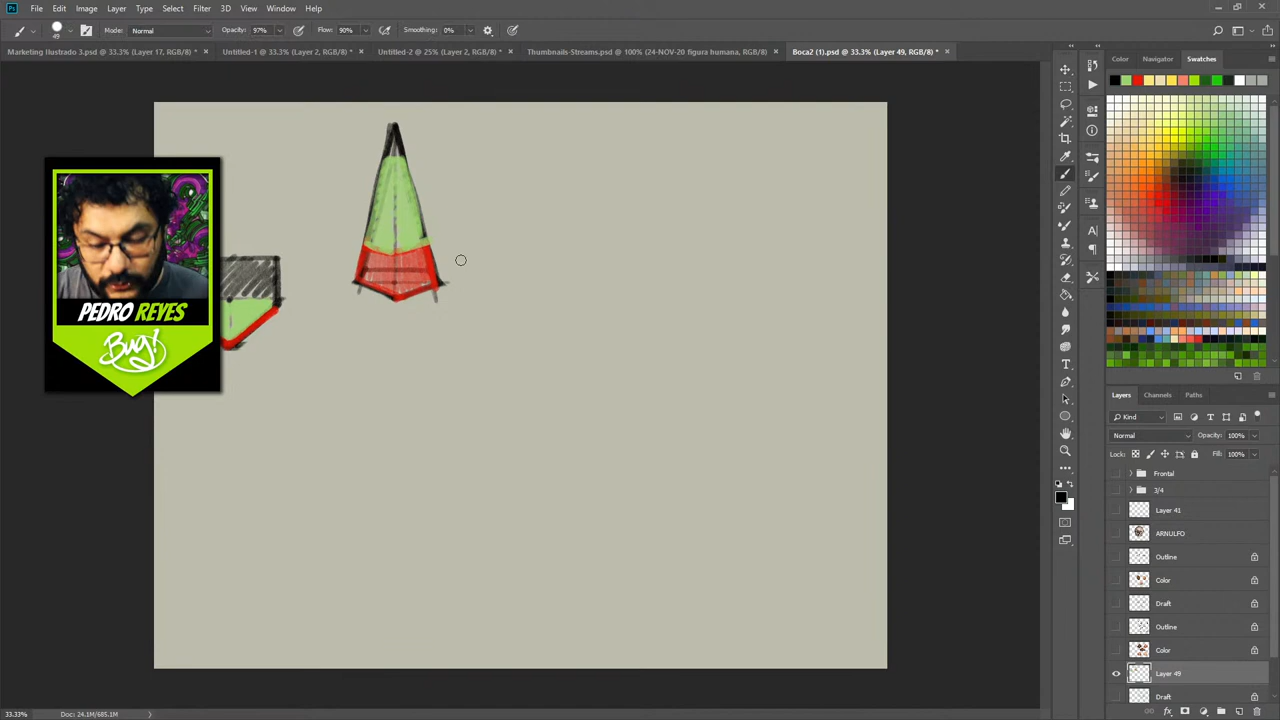 Ps File Edit Image Layer Type Select Filter 3D View Window Help
49 Mode: Normal Opacity: 97% Flow: 90% Smoothing: 0%
Marketing Ilustrado 3.psd @ 33.3% (Layer 17, RGB/8) * × Untitled-1 @ 33.3% (Layer 2, RGB/8) * × Untitled-2 @ 25% (Layer 2, RGB/8) * × Thumbnails-Streams.psd @ 100% (24-NOV-20 figura humana, RGB/8) × Boca2 (1).psd @ 33.3% (Layer 49, RGB/8) * ×
Color Navigator Swatches
PEDRO REYES
Bug!
Layers Channels Paths
Kind
Normal Opacity: 100%
Lock: Fill: 100%
Frontal
3/4
Layer 41
ARNULFO
Outline
Color
Draft
Outline
Color
Layer 49
Draft
33.33% Doc: 24.1M/685.1M